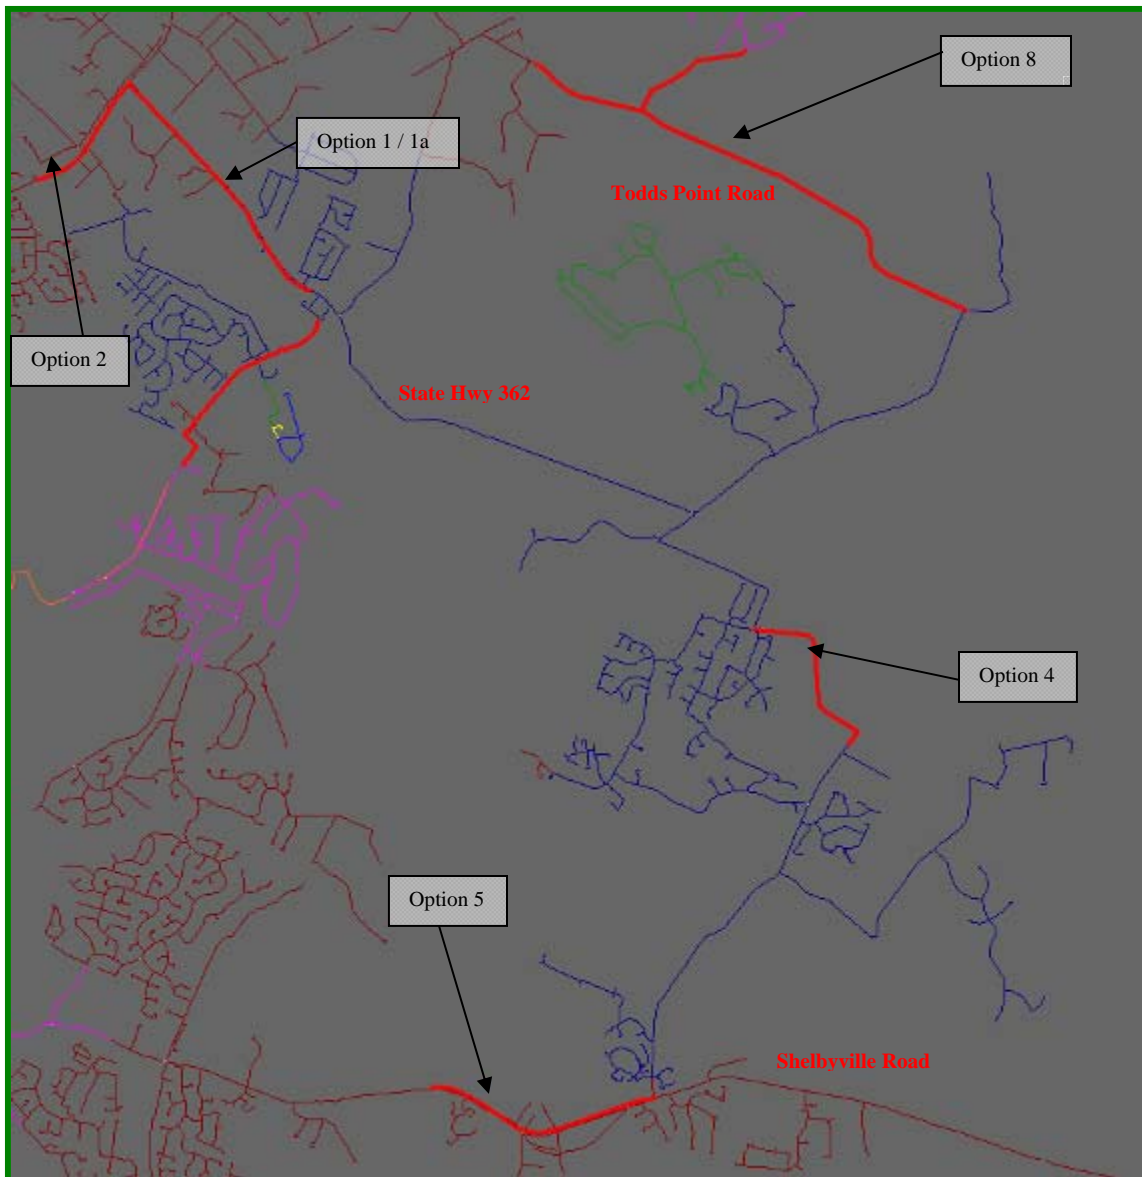 Option 8
Option 1 / 1a
Todds Point Road
Option 2
State Hwy 362
Option 4
Option 5
Shelbyville Road